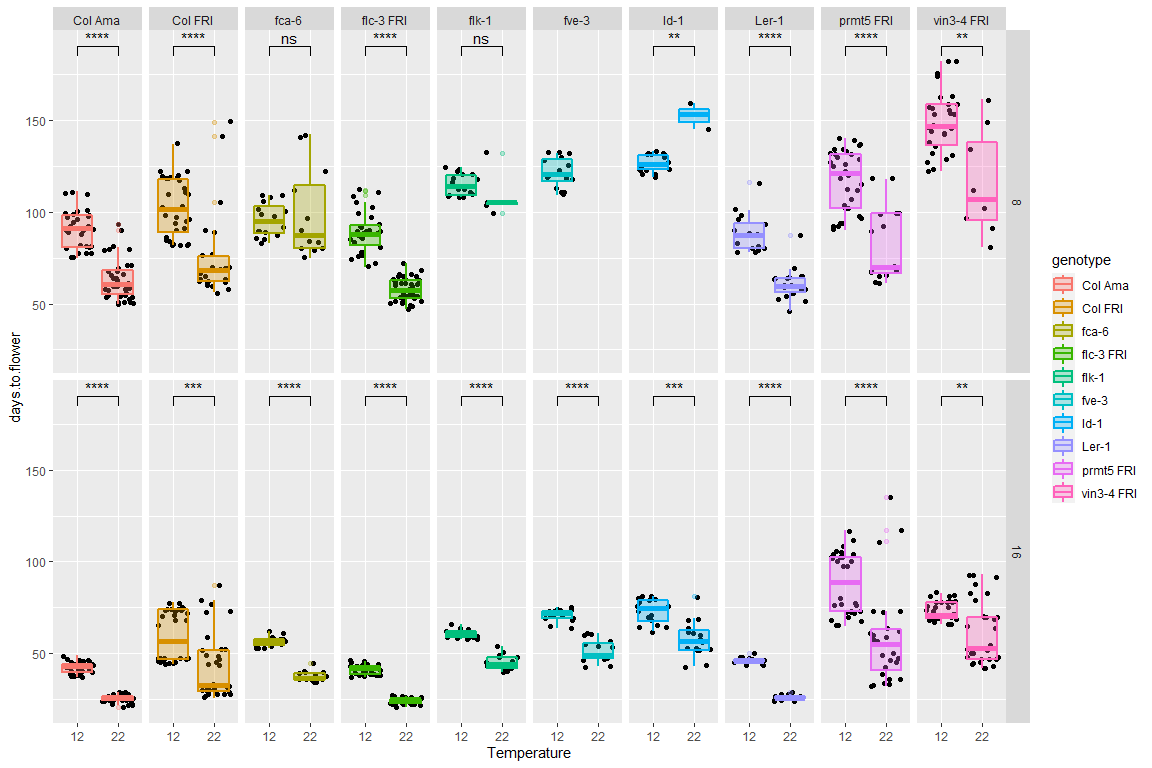 Col Ama Col FRI fca-6 flc-3 FRI flk-1 fve-3 ld-1 Ler-1 prmt5 FRI vin3-4 FRI
**** **** ns **** ns ** **** **** **
150
100
50
8
**** *** **** **** **** **** *** **** **** **
150
100
50
16
12 22 12 22 12 22 12 22 12 22 12 22 12 22 12 22 12 22 12 22
Temperature
days.to.flower
genotype
Col Ama
Col FRI
fca-6
flc-3 FRI
flk-1
fve-3
ld-1
Ler-1
prmt5 FRI
vin3-4 FRI